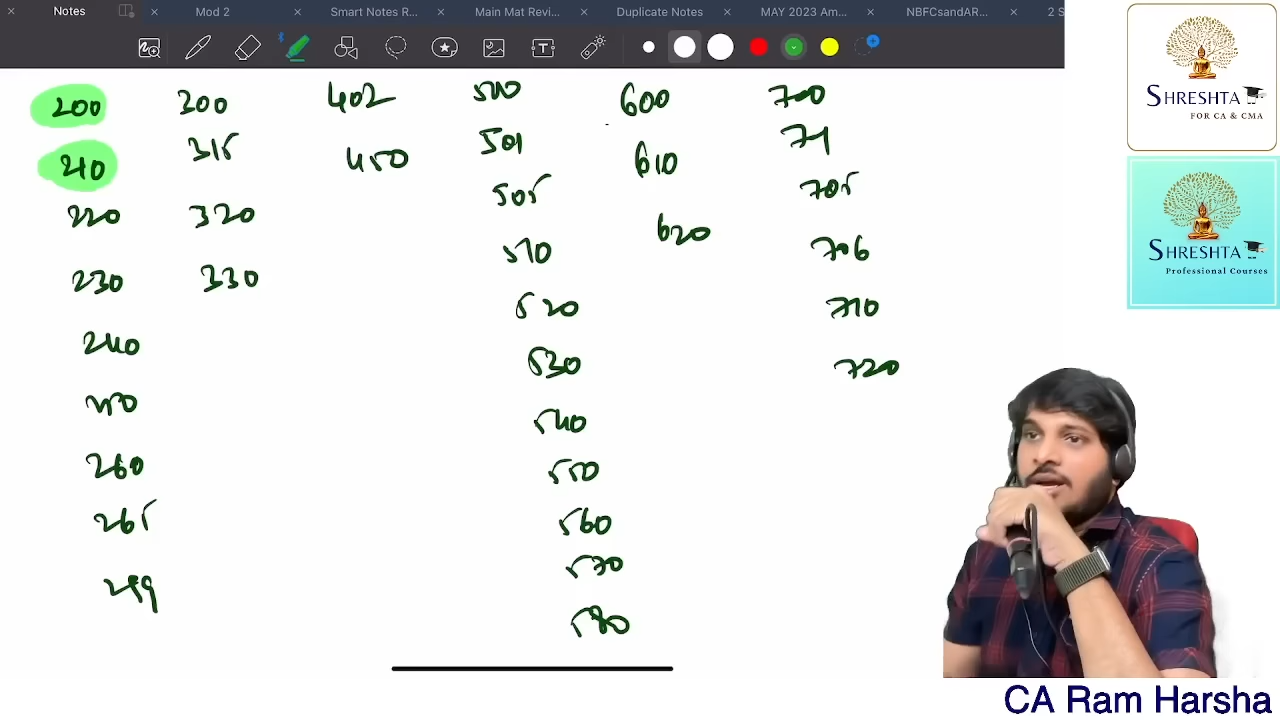 Notes
Mod 2
Smart Notes R...
Main Mat Revi...
Duplicate Notes
MAY 2023 Am...
NBFCsandAR...
2 S
T
200 300 402 500 600 700
210 315 450 501 610 71
220 320 505 620 705
230 330 510 706
240 520 710
250 530 720
260 540
265 550
299 560
570
580
SHRESHTA
FOR CA & CMA
SHRESHTA
Professional Courses
CA Ram Harsha